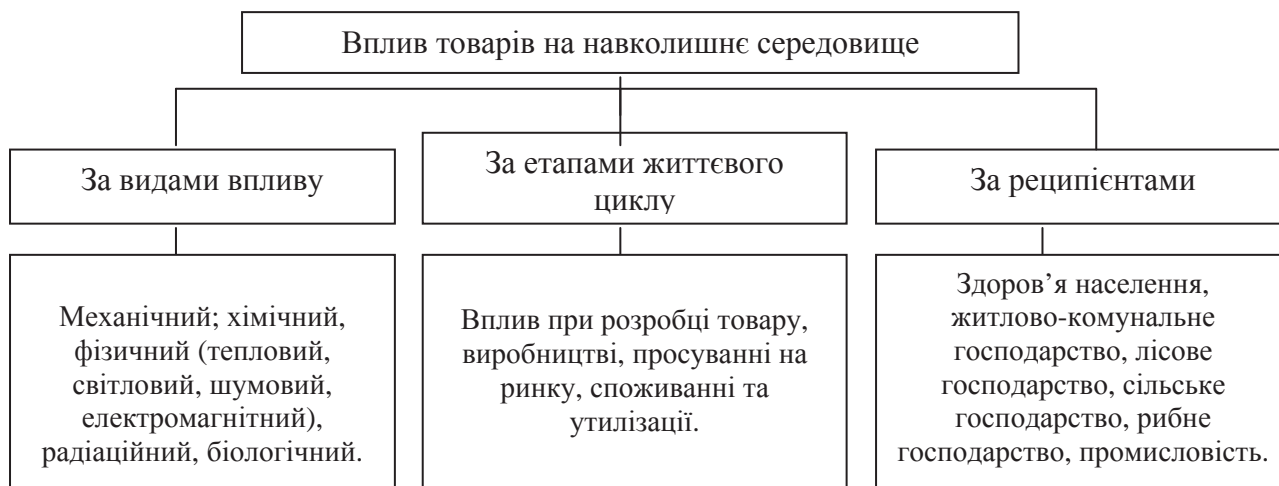 Вплив товарів на навколишнє середовище
За видами впливу
За етапами життєвого
циклу
За реципієнтами
Механічний; хімічний,
фізичний (тепловий,
світловий, шумовий,
електромагнітний),
радіаційний, біологічний.
Вплив при розробці товару,
виробництві, просуванні на
ринку, споживанні та
утилізації.
Здоров’я населення,
житлово-комунальне
господарство, лісове
господарство, сільське
господарство, рибне
господарство, промисловість.